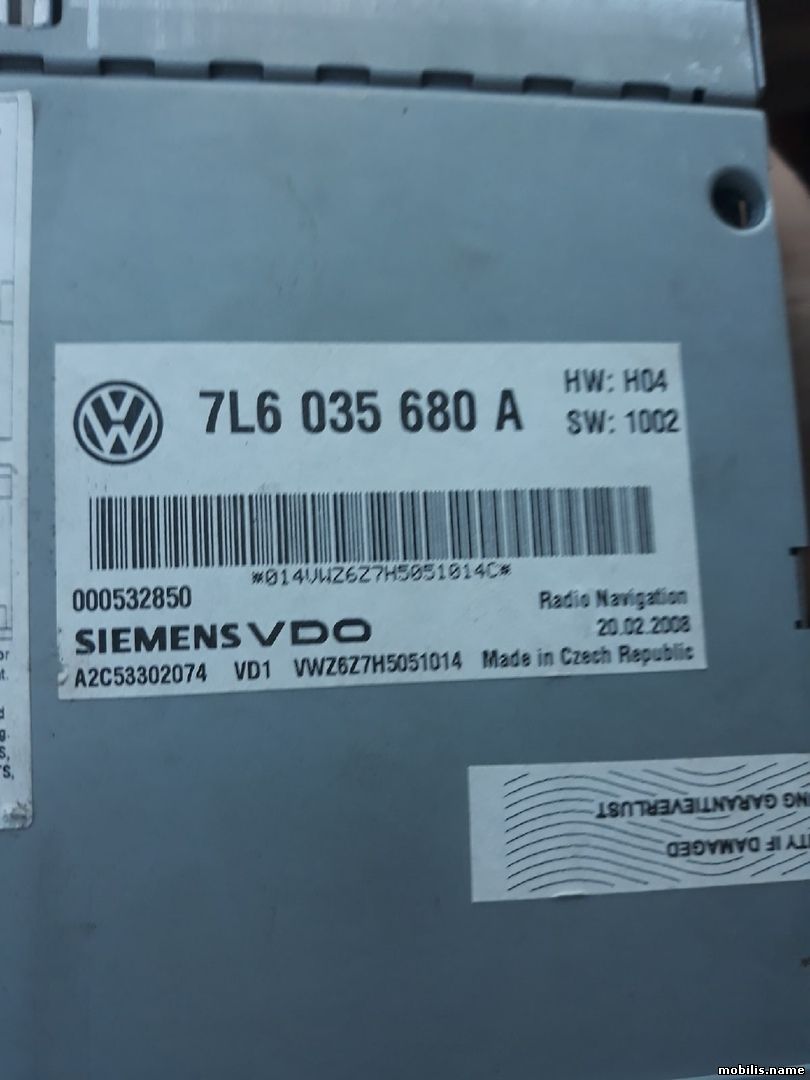 7L6 035 680 A
HW: H04
SW: 1002
*014VWZ6Z7H5051014C*
000532850
Radio Navigation
SIEMENS VDO
20.02.2008
A2C53302074 VD1 VWZ6Z7H5051014 Made in Czech Republic
NG GARANTIEVERLUST
TY IF DAMAGED
mobilis.name